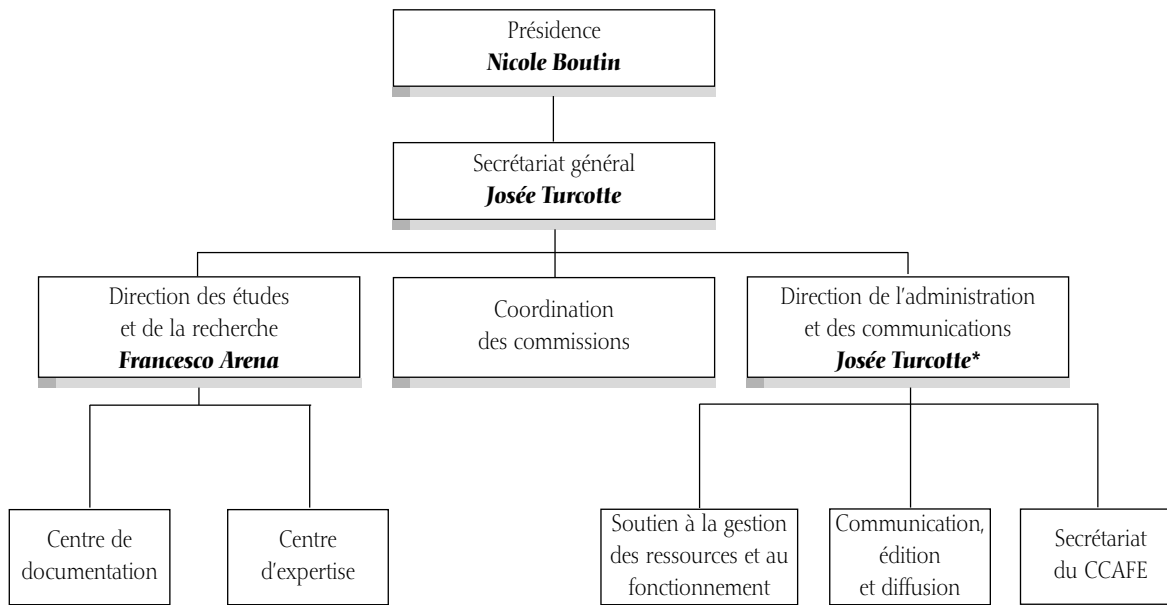 Présidence
Nicole Boutin
Secrétariat général
Josée Turcotte
Direction des études
et de la recherche
Francesco Arena
Coordination
des commissions
Direction de l'administration
et des communications
Josée Turcotte*
Centre de
documentation
Centre
d'expertise
Soutien à la gestion
des ressources et au
fonctionnement
Communication,
édition
et diffusion
Secrétariat
du CCAFE